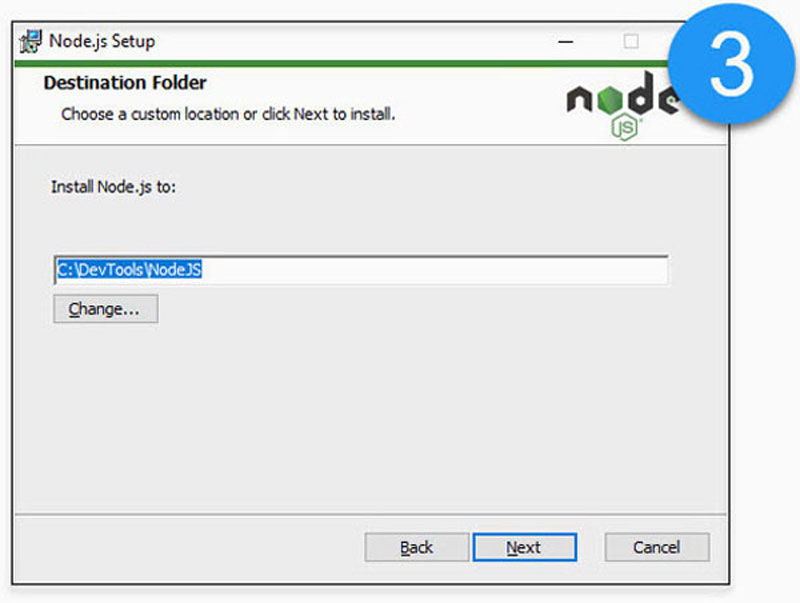 Node.js Setup
3
Destination Folder
Choose a custom location or click Next to install.
node
JS
Install Node.js to:
C:\DevTools\NodeJS
Change...
Back
Next
Cancel